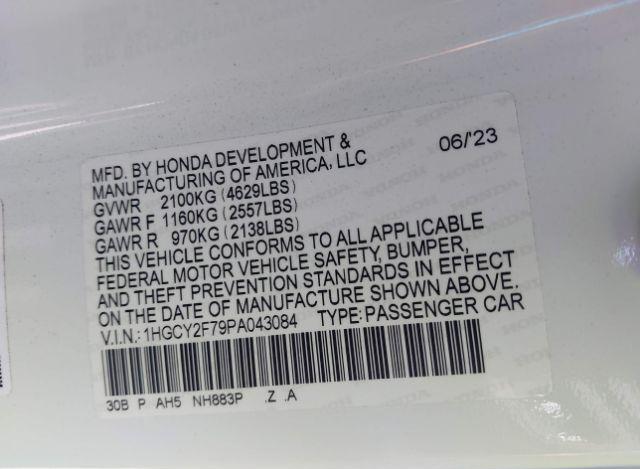 MFD. BY HONDA DEVELOPMENT & 06/'23
MANUFACTURING OF AMERICA, LLC
GVWR 2100KG (4629LBS)
GAWR F 1160KG (2557LBS)
GAWR R 970KG (2138LBS)
THIS VEHICLE CONFORMS TO ALL APPLICABLE
FEDERAL MOTOR VEHICLE SAFETY, BUMPER,
AND THEFT PREVENTION STANDARDS IN EFFECT
ON THE DATE OF MANUFACTURE SHOWN ABOVE.
V.I.N.: 1HGCY2F79PA043084 TYPE: PASSENGER CAR
30B P AH5 NH883P .Z .A